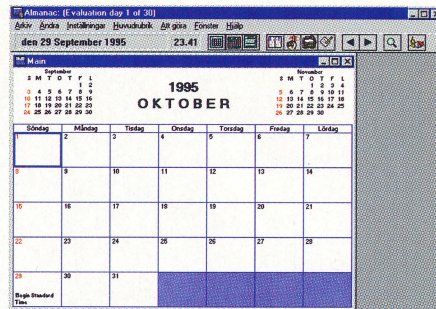 Almanac: (Evaluation day 1 of 30)
Arkiv Ändra Inställningar Huvudrubrik Att göra Fönster Hjälp
den 29 September 1995 23.41
Main
September
S M T O T F L
1 2
3 4 5 6 7 8 9
10 11 12 13 14 15 16
17 18 19 20 21 22 23
24 25 26 27 28 29 30
1995
OKTOBER
November
S M T O T F L
1 2 3 4
5 6 7 8 9 10 11
12 13 14 15 16 17 18
19 20 21 22 23 24 25
26 27 28 29 30
Söndag Måndag Tisdag Onsdag Torsdag Fredag Lördag
1 2 3 4 5 6 7
8 9 10 11 12 13 14
15 16 17 18 19 20 21
22 23 24 25 26 27 28
29 30 31
Begin Standard
Time